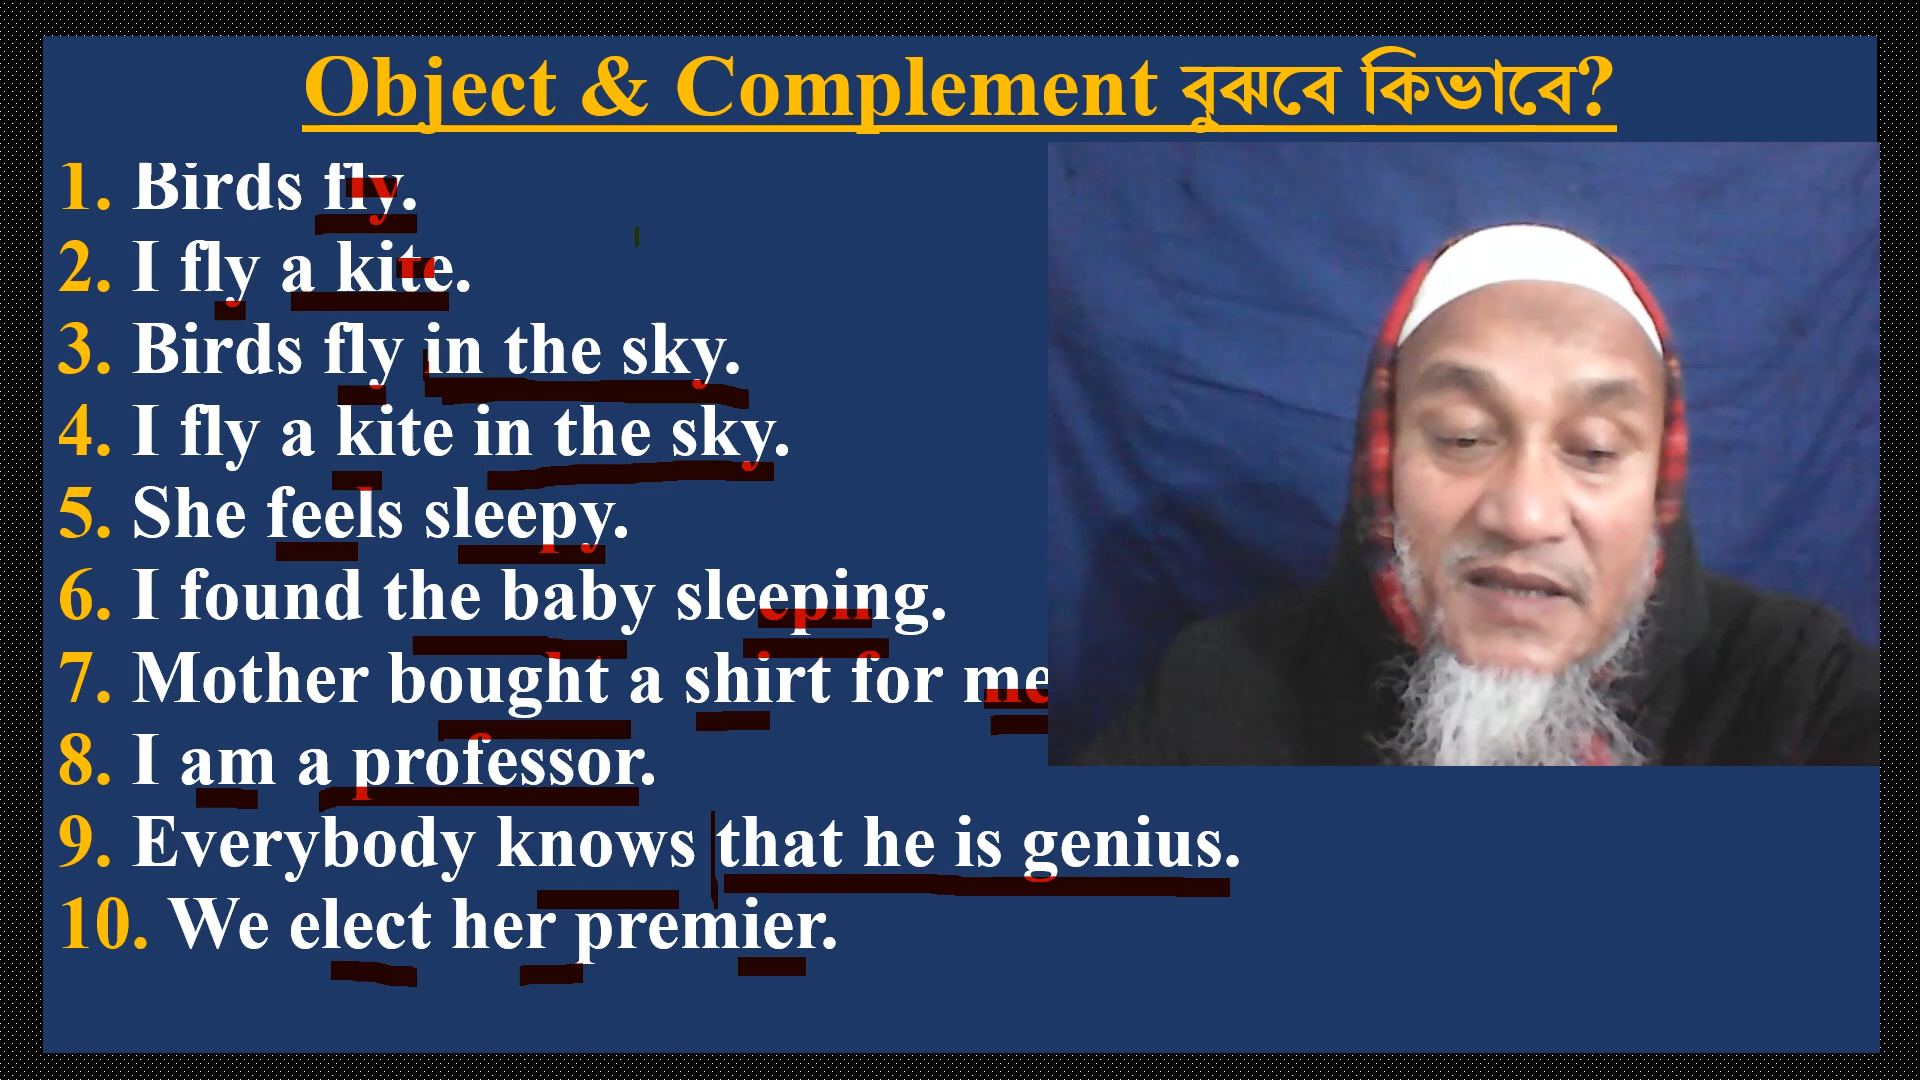 Object & Complement বুঝবে কিভাবে?
1. Birds fly.
2. I fly a kite.
3. Birds fly in the sky.
4. I fly a kite in the sky.
5. She feels sleepy.
6. I found the baby sleeping.
7. Mother bought a shirt for me
8. I am a professor.
9. Everybody knows that he is genius.
10. We elect her premier.